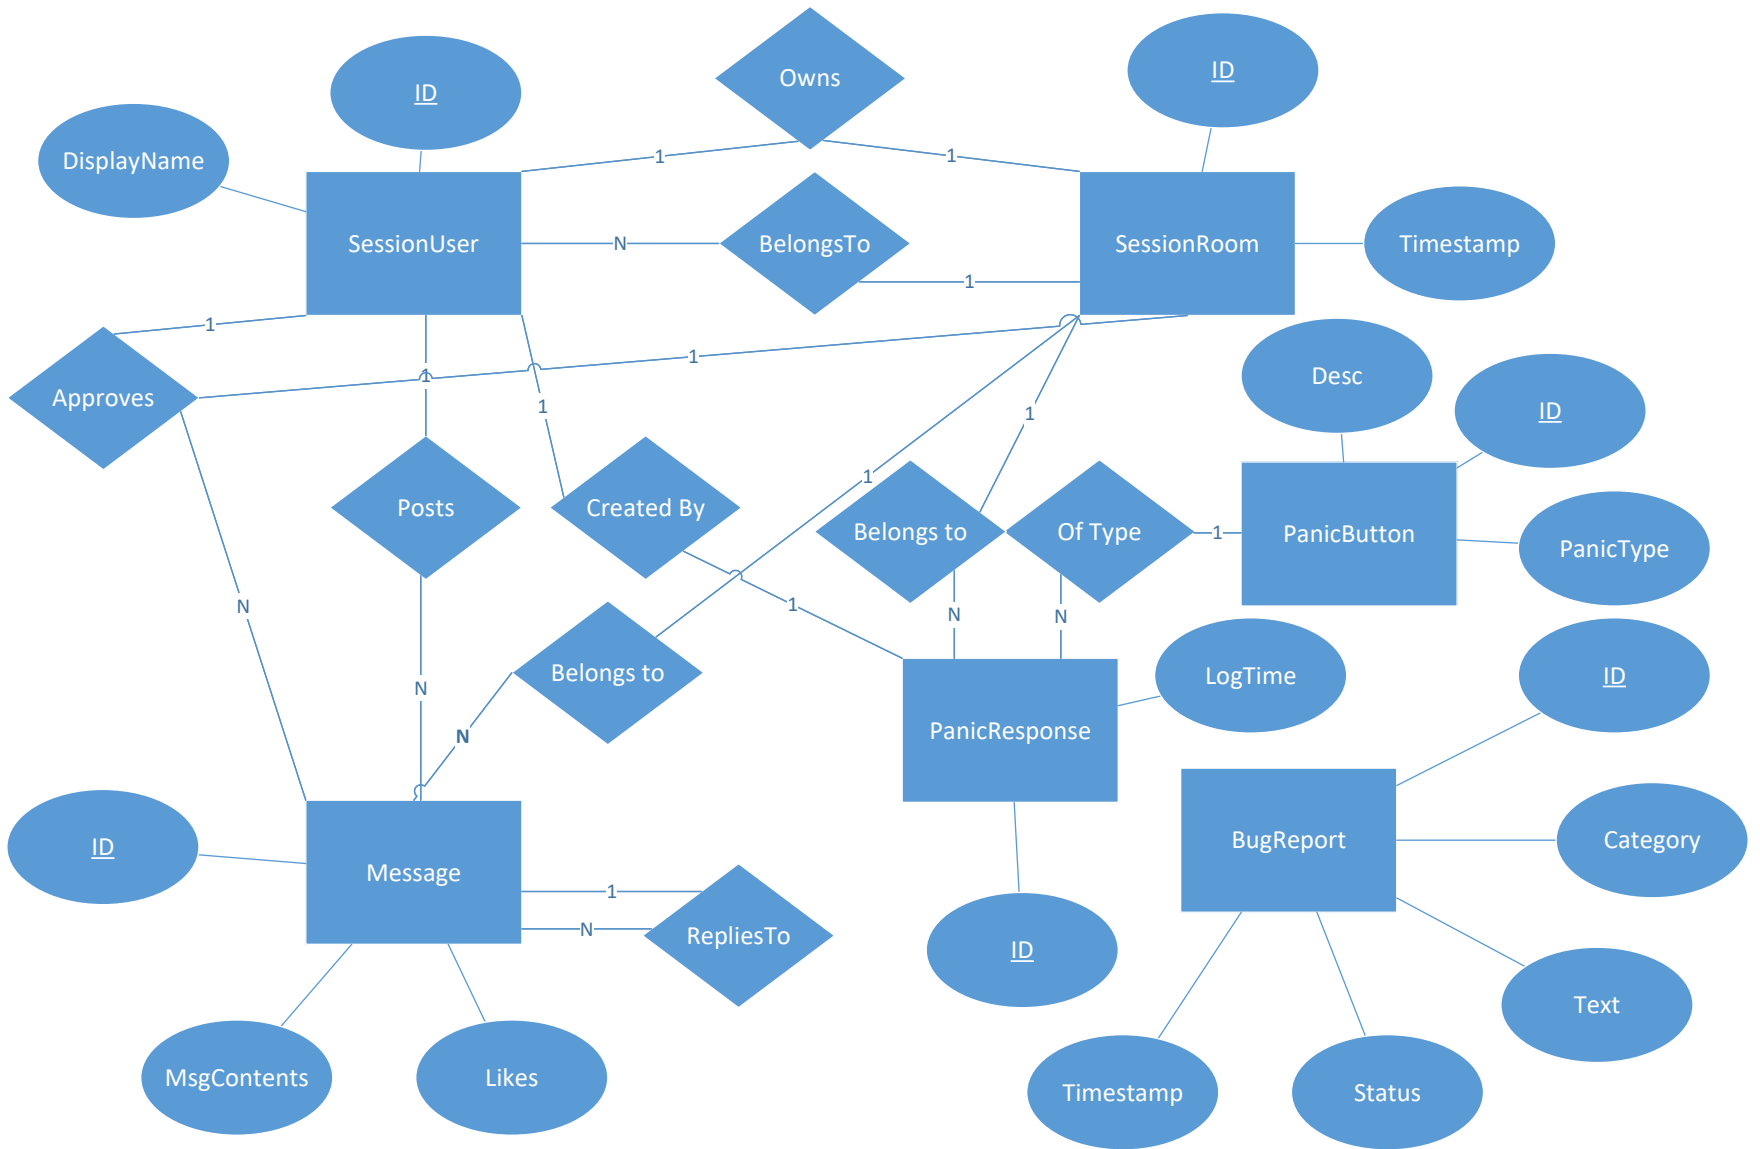 Owns
ID
ID
DisplayName
1
1
SessionUser
N
BelongsTo
SessionRoom
Timestamp
1
1
1
1
Desc
Approves
1
1
ID
1
Posts
Created By
Belongs to
Of Type
1
PanicButton
PanicType
N
1
N
N
Belongs to
LogTime
ID
N
N
PanicResponse
ID
Message
1
BugReport
Category
N
RepliesTo
ID
Text
MsgContents
Likes
Timestamp
Status